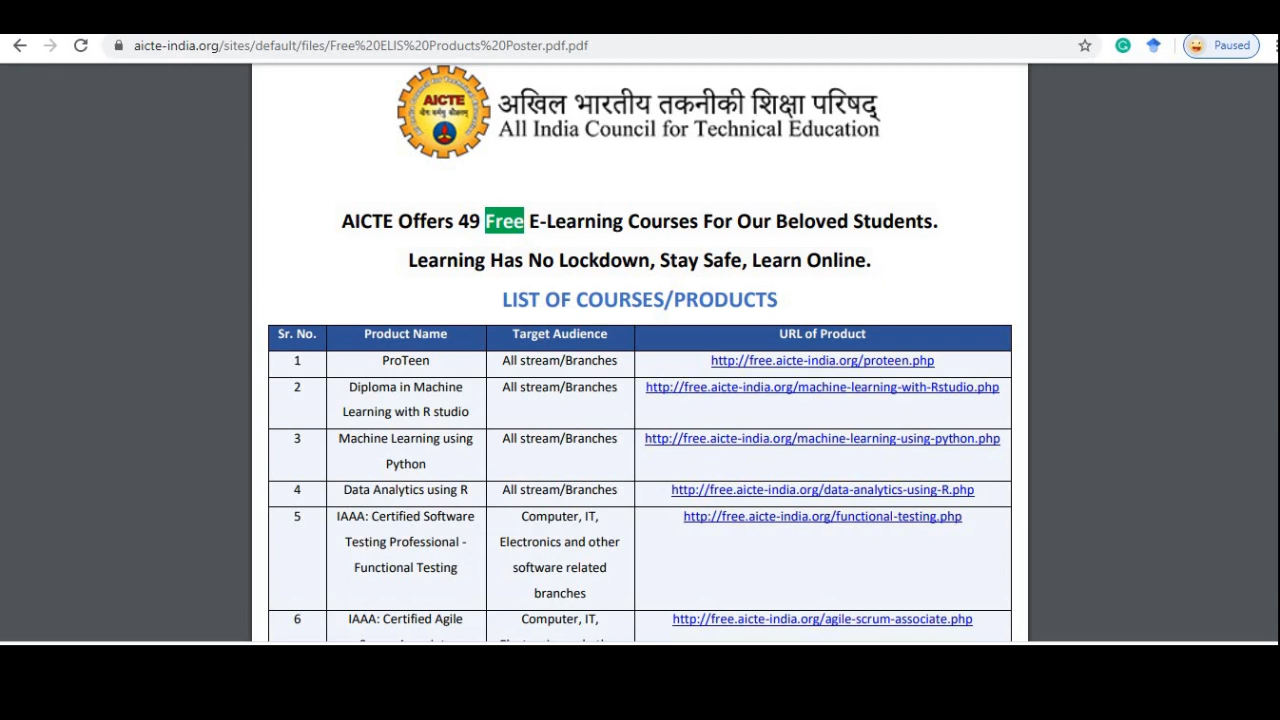 aicte-india.org/sites/default/files/Free%20ELIS%20Products%20Poster.pdf.pdf
Paused
AICTE
अखिल भारतीय तकनीकी शिक्षा परिषद्
All India Council for Technical Education
AICTE Offers 49 Free E-Learning Courses For Our Beloved Students.
Learning Has No Lockdown, Stay Safe, Learn Online.
LIST OF COURSES/PRODUCTS
Sr. No. Product Name Target Audience URL of Product
1 ProTeen All stream/Branches http://free.aicte-india.org/proteen.php
2 Diploma in Machine All stream/Branches http://free.aicte-india.org/machine-learning-with-Rstudio.php
Learning with R studio
3 Machine Learning using All stream/Branches http://free.aicte-india.org/machine-learning-using-python.php
Python
4 Data Analytics using R All stream/Branches http://free.aicte-india.org/data-analytics-using-R.php
5 IAAA: Certified Software Computer, IT, http://free.aicte-india.org/functional-testing.php
Testing Professional - Electronics and other
Functional Testing software related
branches
6 IAAA: Certified Agile Computer, IT, http://free.aicte-india.org/agile-scrum-associate.php